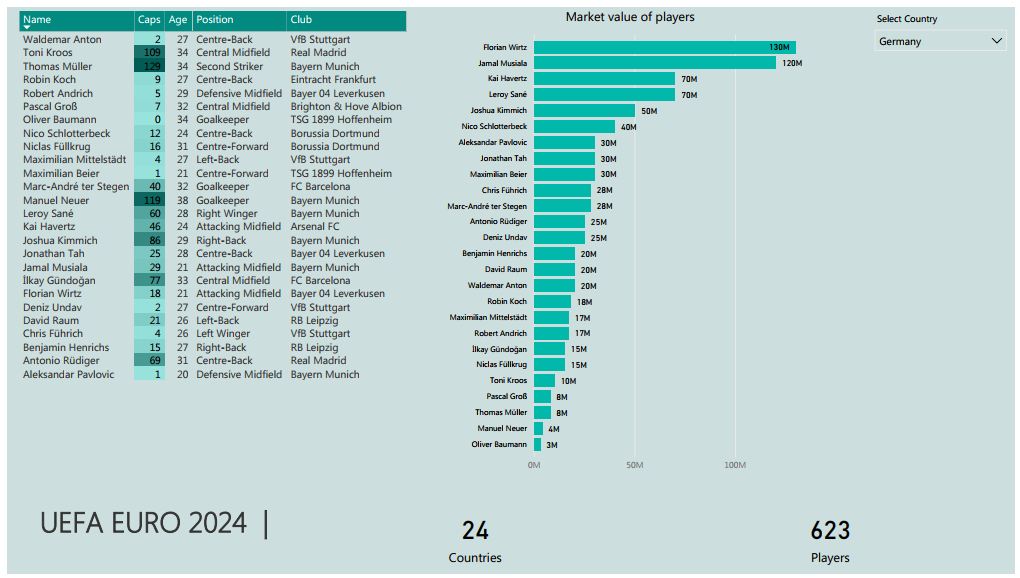 Name Caps Age Position Club
Waldemar Anton 2 27 Centre-Back VfB Stuttgart
Toni Kroos 109 34 Central Midfield Real Madrid
Thomas Müller 129 34 Second Striker Bayern Munich
Robin Koch 9 27 Centre-Back Eintracht Frankfurt
Robert Andrich 5 29 Defensive Midfield Bayer 04 Leverkusen
Pascal Groß 7 32 Central Midfield Brighton & Hove Albion
Oliver Baumann 0 34 Goalkeeper TSG 1899 Hoffenheim
Nico Schlotterbeck 12 24 Centre-Back Borussia Dortmund
Niclas Füllkrug 16 31 Centre-Forward Borussia Dortmund
Maximilian Mittelstädt 4 27 Left-Back VfB Stuttgart
Maximilian Beier 1 21 Centre-Forward TSG 1899 Hoffenheim
Marc-André ter Stegen 40 32 Goalkeeper FC Barcelona
Manuel Neuer 119 38 Goalkeeper Bayern Munich
Leroy Sané 60 28 Right Winger Bayern Munich
Kai Havertz 46 24 Attacking Midfield Arsenal FC
Joshua Kimmich 86 29 Right-Back Bayern Munich
Jonathan Tah 25 28 Centre-Back Bayer 04 Leverkusen
Jamal Musiala 29 21 Attacking Midfield Bayern Munich
İlkay Gündoğan 77 33 Central Midfield FC Barcelona
Florian Wirtz 18 21 Attacking Midfield Bayer 04 Leverkusen
Deniz Undav 2 27 Centre-Forward VfB Stuttgart
David Raum 21 26 Left-Back RB Leipzig
Chris Führich 4 26 Left Winger VfB Stuttgart
Benjamin Henrichs 15 27 Right-Back RB Leipzig
Antonio Rüdiger 69 31 Centre-Back Real Madrid
Aleksandar Pavlovic 1 20 Defensive Midfield Bayern Munich
Market value of players
Florian Wirtz 130M
Jamal Musiala 120M
Kai Havertz 70M
Leroy Sané 70M
Joshua Kimmich 50M
Nico Schlotterbeck 40M
Aleksandar Pavlovic 30M
Jonathan Tah 30M
Maximilian Beier 30M
Chris Führich 28M
Marc-André ter Stegen 28M
Antonio Rüdiger 25M
Deniz Undav 25M
Benjamin Henrichs 20M
David Raum 20M
Waldemar Anton 20M
Robin Koch 18M
Maximilian Mittelstädt 17M
Robert Andrich 17M
İlkay Gündoğan 15M
Niclas Füllkrug 15M
Toni Kroos 10M
Pascal Groß 8M
Thomas Müller 8M
Manuel Neuer 4M
Oliver Baumann 3M
0M 50M 100M
Select Country
Germany
UEFA EURO 2024 |
24
Countries
623
Players